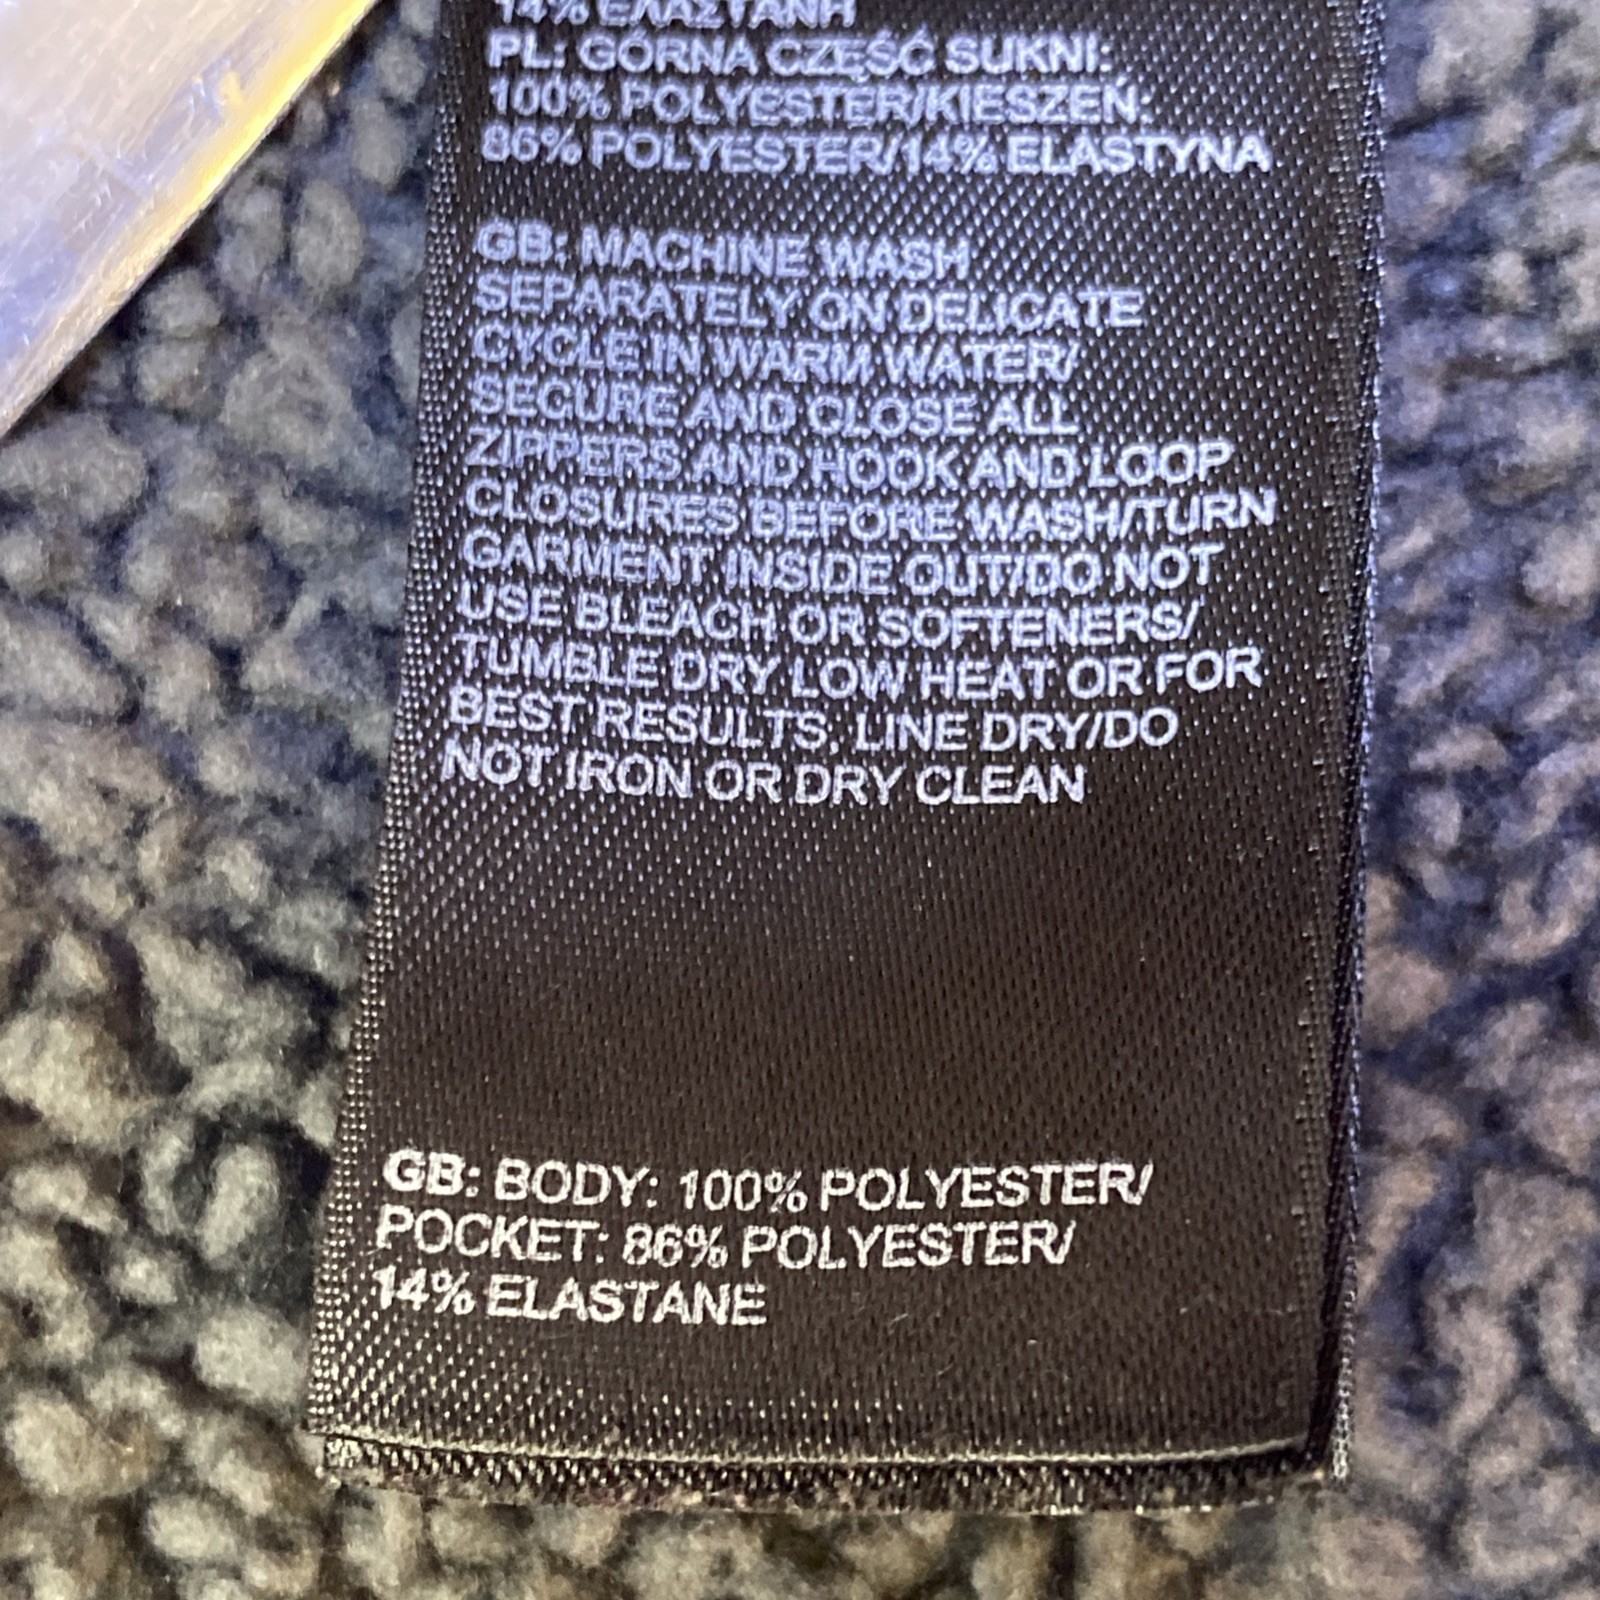 14% ΕΛΑΣΤΑΝΗ
PL: GÓRNA CZĘŚĆ SUKNI:
100% POLYESTER/KIESZEŃ:
86% POLYESTER/14% ELASTYNA
GB: MACHINE WASH
SEPARATELY ON DELICATE
CYCLE IN WARM WATER/
SECURE AND CLOSE ALL
ZIPPERS AND HOOK AND LOOP
CLOSURES BEFORE WASH/TURN
GARMENT INSIDE OUT/DO NOT
USE BLEACH OR SOFTENERS/
TUMBLE DRY LOW HEAT OR FOR
BEST RESULTS, LINE DRY/DO
NOT IRON OR DRY CLEAN
GB: BODY: 100% POLYESTER/
POCKET: 86% POLYESTER/
14% ELASTANE